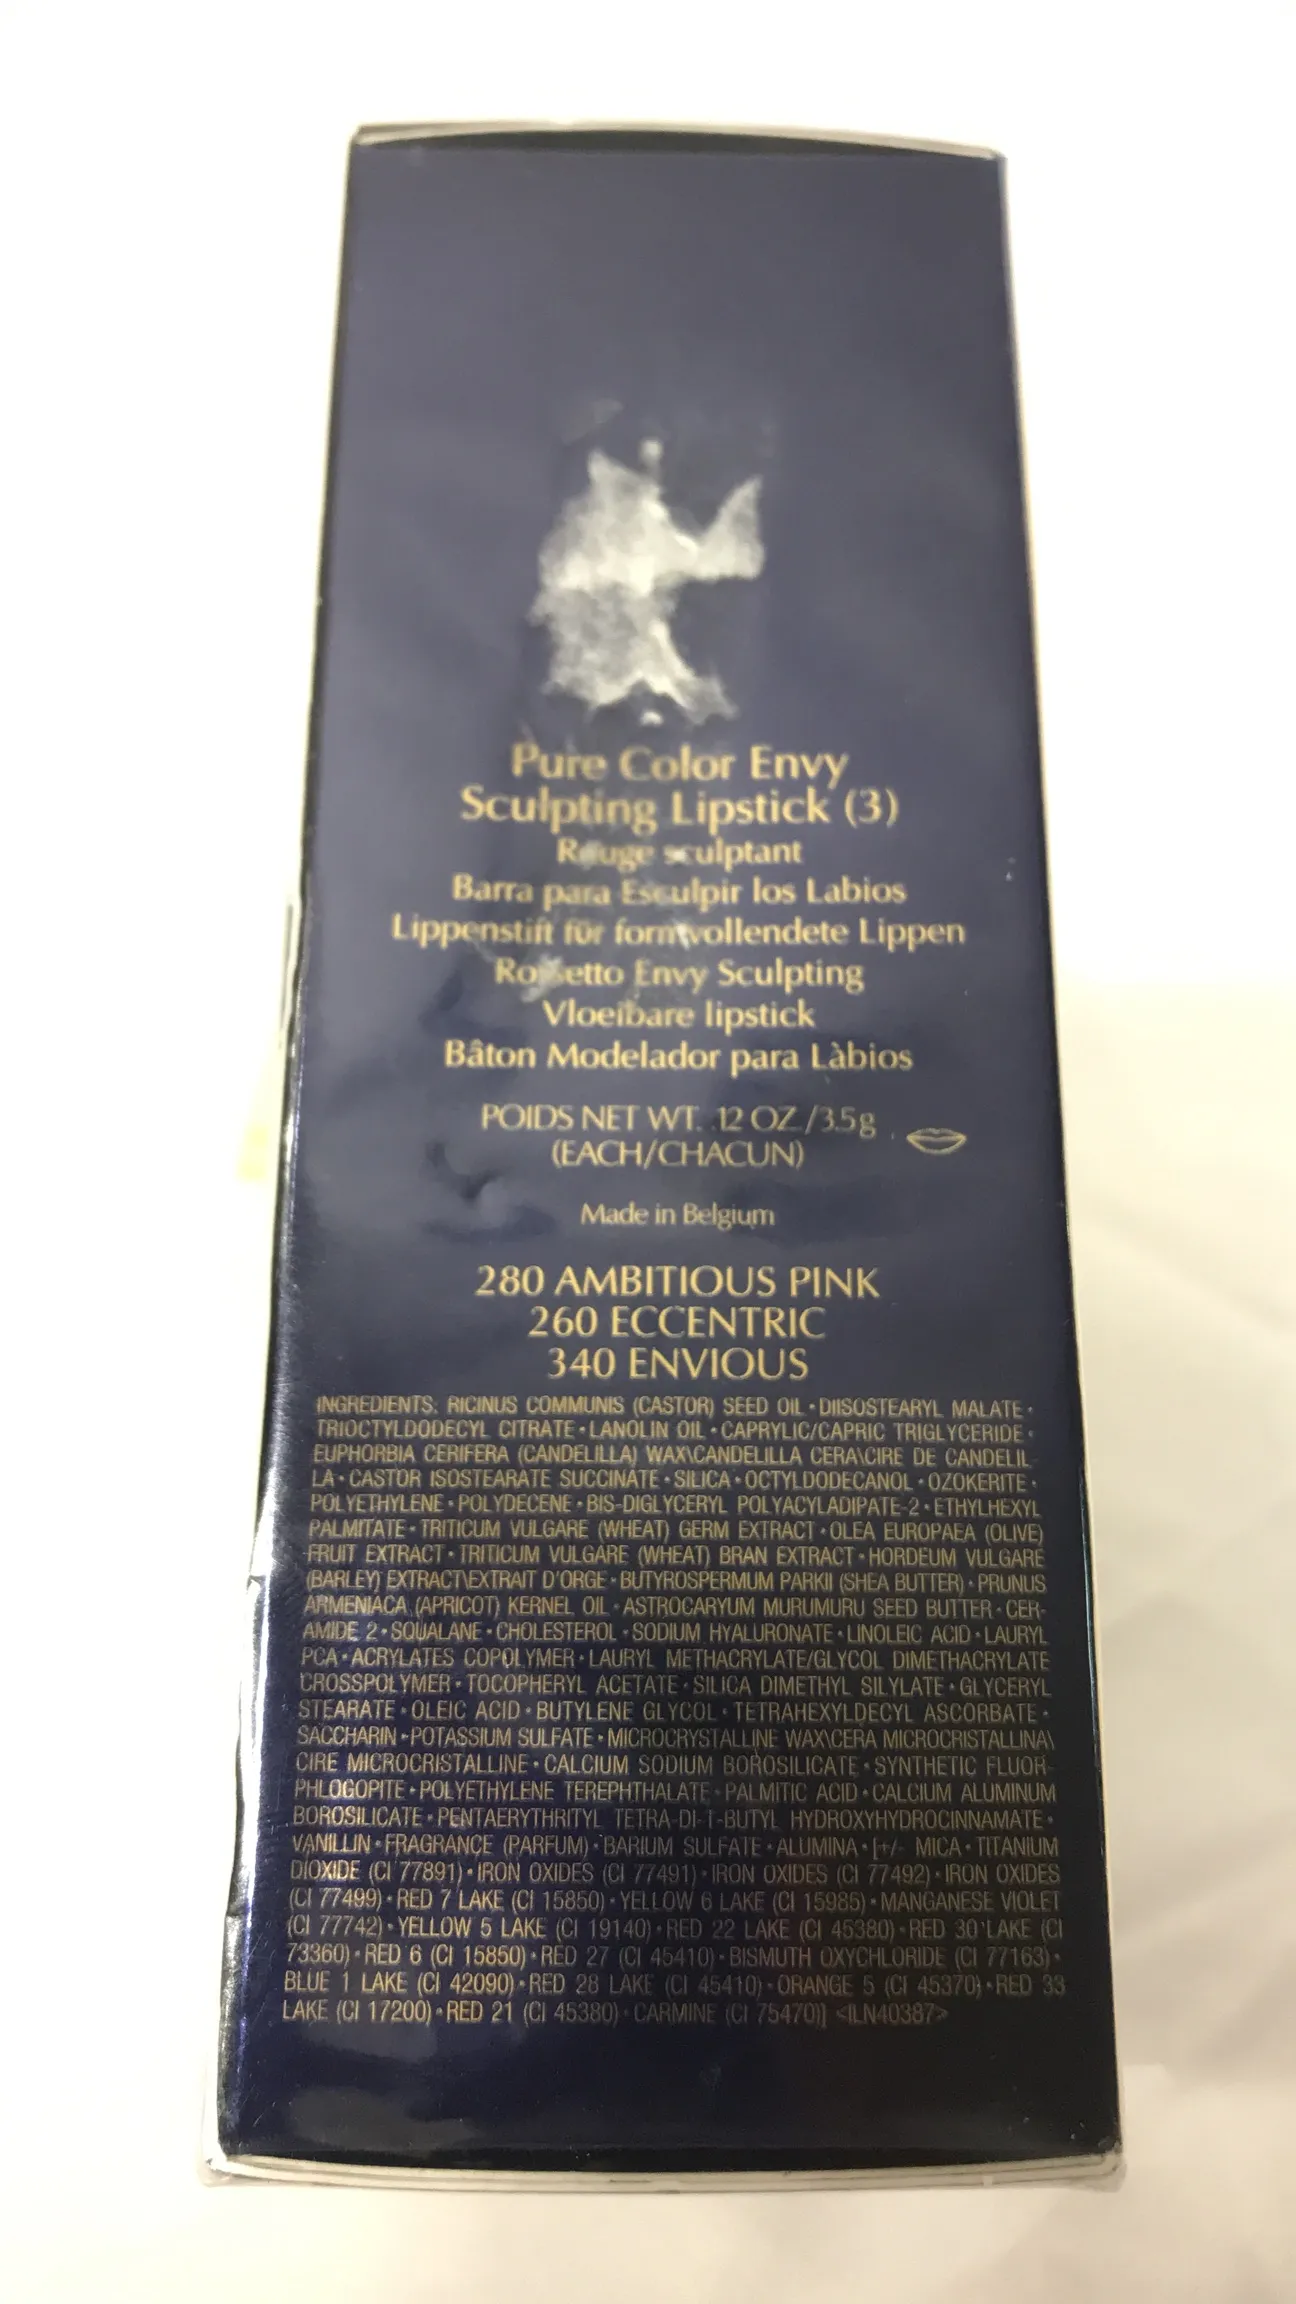 Pure Color Envy
Sculpting Lipstick (3)
Rouge sculptant
Barra para Esculpir los Labios
Lippenstift für formvollendete Lippen
Rossetto Envy Sculpting
Vloeibare lipstick
Bâton Modelador para Làbios
POIDS NET WT. .12 OZ./3.5g
(EACH/CHACUN)
Made in Belgium
280 AMBITIOUS PINK
260 ECCENTRIC
340 ENVIOUS
INGREDIENTS: RICINUS COMMUNIS (CASTOR) SEED OIL • DIISOSTEARYL MALATE •
TRIOCTYLDODECYL CITRATE • LANOLIN OIL • CAPRYLIC/CAPRIC TRIGLYCERIDE •
EUPHORBIA CERIFERA (CANDELILLA) WAX\CANDELILLA CERA\CIRE DE CANDELIL-
LA • CASTOR ISOSTEARATE SUCCINATE • SILICA • OCTYLDODECANOL • OZOKERITE •
POLYETHYLENE • POLYDECENE • BIS-DIGLYCERYL POLYACYLADIPATE-2 • ETHYLHEXYL
PALMITATE • TRITICUM VULGARE (WHEAT) GERM EXTRACT • OLEA EUROPAEA (OLIVE)
FRUIT EXTRACT • TRITICUM VULGARE (WHEAT) BRAN EXTRACT • HORDEUM VULGARE
(BARLEY) EXTRACT\EXTRAIT D'ORGE • BUTYROSPERMUM PARKII (SHEA BUTTER) • PRUNUS
ARMENIACA (APRICOT) KERNEL OIL • ASTROCARYUM MURUMURU SEED BUTTER • CER-
AMIDE 2 • SQUALANE • CHOLESTEROL • SODIUM HYALURONATE • LINOLEIC ACID • LAURYL
PCA • ACRYLATES COPOLYMER • LAURYL METHACRYLATE/GLYCOL DIMETHACRYLATE
CROSSPOLYMER • TOCOPHERYL ACETATE • SILICA DIMETHYL SILYLATE • GLYCERYL
STEARATE • OLEIC ACID • BUTYLENE GLYCOL • TETRAHEXYLDECYL ASCORBATE •
SACCHARIN • POTASSIUM SULFATE • MICROCRYSTALLINE WAX\CERA MICROCRISTALLINA\
CIRE MICROCRISTALLINE • CALCIUM SODIUM BOROSILICATE • SYNTHETIC FLUOR-
PHLOGOPITE • POLYETHYLENE TEREPHTHALATE • PALMITIC ACID • CALCIUM ALUMINUM
BOROSILICATE • PENTAERYTHRITYL TETRA-DI-T-BUTYL HYDROXYHYDROCINNAMATE •
VANILLIN • FRAGRANCE (PARFUM) • BARIUM SULFATE • ALUMINA • [+/- MICA • TITANIUM
DIOXIDE (CI 77891) • IRON OXIDES (CI 77491) • IRON OXIDES (CI 77492) • IRON OXIDES
(CI 77499) • RED 7 LAKE (CI 15850) • YELLOW 6 LAKE (CI 15985) • MANGANESE VIOLET
(CI 77742) • YELLOW 5 LAKE (CI 19140) • RED 22 LAKE (CI 45380) • RED 30 LAKE (CI
73360) • RED 6 (CI 15850) • RED 27 (CI 45410) • BISMUTH OXYCHLORIDE (CI 77163) •
BLUE 1 LAKE (CI 42090) • RED 28 LAKE (CI 45410) • ORANGE 5 (CI 45370) • RED 33
LAKE (CI 17200) • RED 21 (CI 45380) • CARMINE (CI 75470)] <ILN40387>